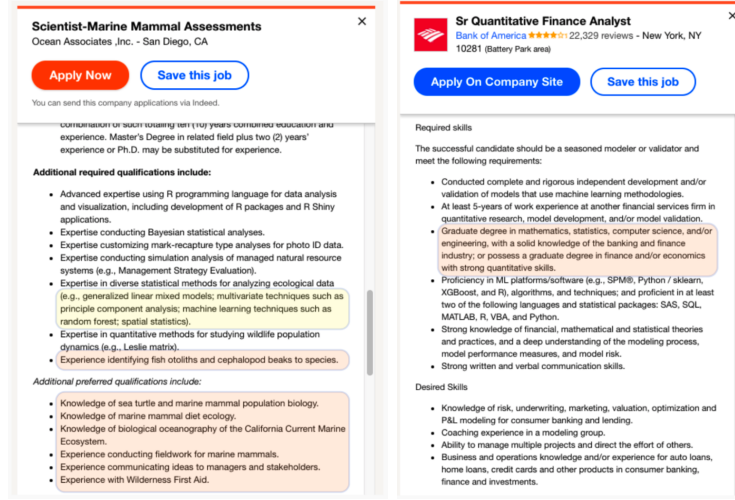 Scientist-Marine Mammal Assessments
Ocean Associates ,Inc. - San Diego, CA
Apply Now
Save this job
You can send this company applications via Indeed.
combination of such totaling ten (10) years combined education and
experience. Master's Degree in related field plus two (2) years'
experience or Ph.D. may be substituted for experience.
Additional required qualifications include:
• Advanced expertise using R programming language for data analysis
and visualization, including development of R packages and R Shiny
applications.
• Expertise conducting Bayesian statistical analyses.
• Expertise customizing mark-recapture type analyses for photo ID data.
• Expertise conducting simulation analysis of managed natural resource
systems (e.g., Management Strategy Evaluation).
• Expertise in diverse statistical methods for analyzing ecological data
(e.g., generalized linear mixed models; multivariate techniques such as
principle component analysis; machine learning techniques such as
random forest; spatial statistics).
• Expertise in quantitative methods for studying wildlife population
dynamics (e.g., Leslie matrix).
• Experience identifying fish otoliths and cephalopod beaks to species.
Additional preferred qualifications include:
• Knowledge of sea turtle and marine mammal population biology.
• Knowledge of marine mammal diet ecology.
• Knowledge of biological oceanography of the California Current Marine
Ecosystem.
• Experience conducting fieldwork for marine mammals.
• Experience communicating ideas to managers and stakeholders.
• Experience with Wilderness First Aid.
Sr Quantitative Finance Analyst
Bank of America 22,329 reviews - New York, NY
10281 (Battery Park area)
Apply On Company Site
Save this job
Required skills
The successful candidate should be a seasoned modeler or validator and
meet the following requirements:
• Conducted complete and rigorous independent development and/or
validation of models that use machine learning methodologies.
• At least 5-years of work experience at another financial services firm in
quantitative research, model development, and/or model validation.
• Graduate degree in mathematics, statistics, computer science, and/or
engineering, with a solid knowledge of the banking and finance
industry; or possess a graduate degree in finance and/or economics
with strong quantitative skills.
• Proficiency in ML platforms/software (e.g., SPM®, Python / sklearn,
XGBoost, and R), algorithms, and techniques; and proficient in at least
two of the following languages and statistical packages: SAS, SQL,
MATLAB, R, VBA, and Python.
• Strong knowledge of financial, mathematical and statistical theories
and practices, and a deep understanding of the modeling process,
model performance measures, and model risk.
• Strong written and verbal communication skills.
Desired Skills
• Knowledge of risk, underwriting, marketing, valuation, optimization and
P&L modeling for consumer banking and lending.
• Coaching experience in a modeling group.
• Ability to manage multiple projects and direct the effort of others.
• Business and operations knowledge and/or experience for auto loans,
home loans, credit cards and other products in consumer banking,
finance and investments.